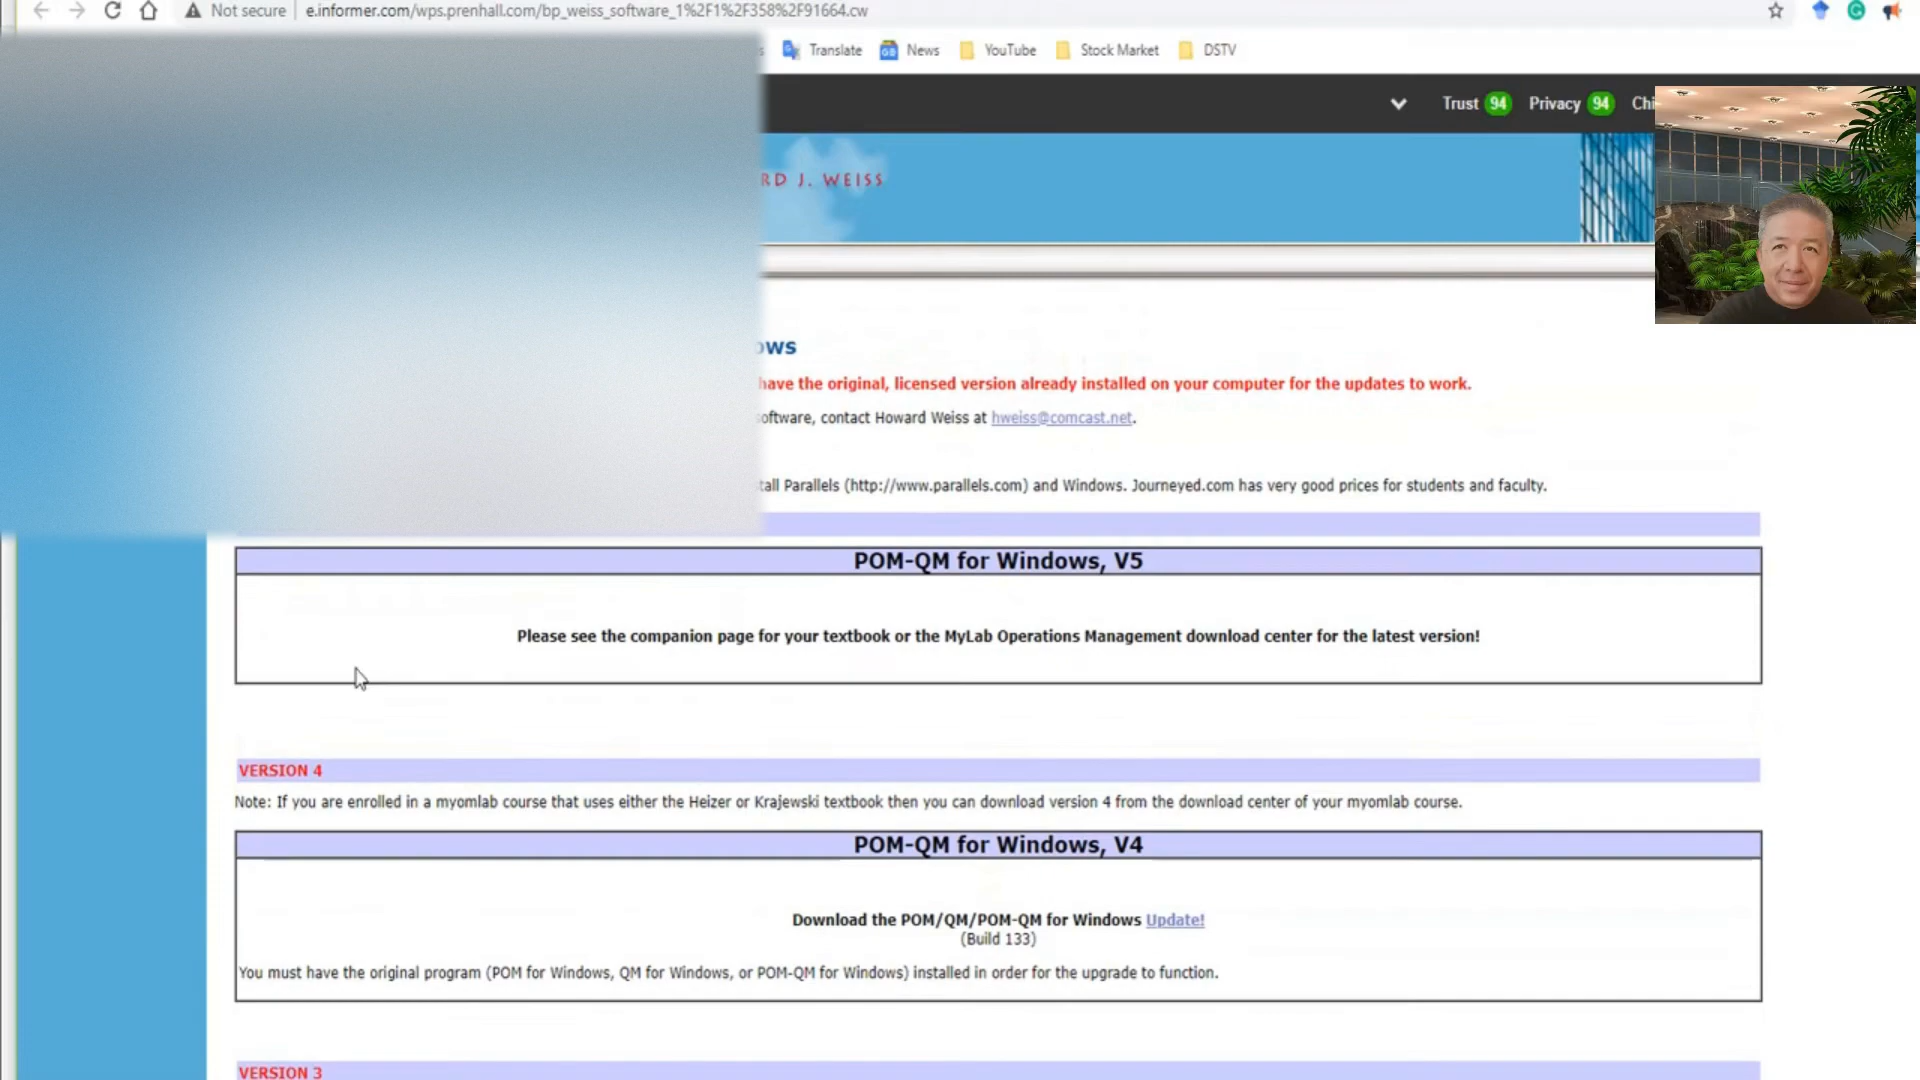 Not secure
e.informer.com/wps.prenhall.com/bp_weiss_software_1%2F1%2F358%2F91664.cw
Translate
News
YouTube
Stock Market
DSTV
Trust 94 Privacy 94
J. WEISS
have the original, licensed version already installed on your computer for the updates to work.
contact Howard Weiss at hweiss@comcast.net.
Parallels (http://www.parallels.com) and Windows. Journeyed.com has very good prices for students and faculty.
POM-QM for Windows, V5
Please see the companion page for your textbook or the MyLab Operations Management download center for the latest version!
VERSION 4
Note: If you are enrolled in a myomlab course that uses either the Heizer or Krajewski textbook then you can download version 4 from the download center of your myomlab course.
POM-QM for Windows, V4
Download the POM/QM/POM-QM for Windows Update!
(Build 133)
You must have the original program (POM for Windows, QM for Windows, or POM-QM for Windows) installed in order for the upgrade to function.
VERSION 3